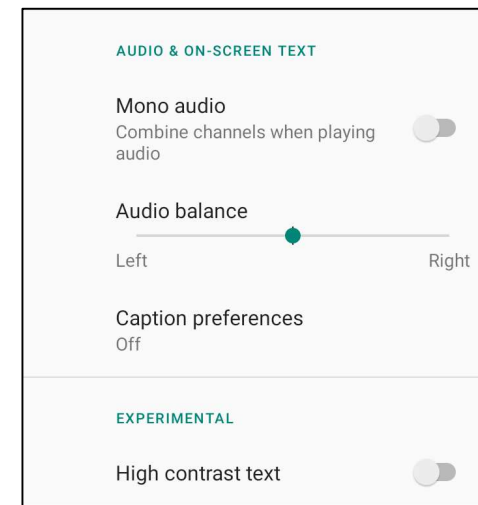 AUDIO & ON-SCREEN TEXT
Mono audio
Combine channels when playing
audio
Audio balance
Left Right
Caption preferences
Off
EXPERIMENTAL
High contrast text